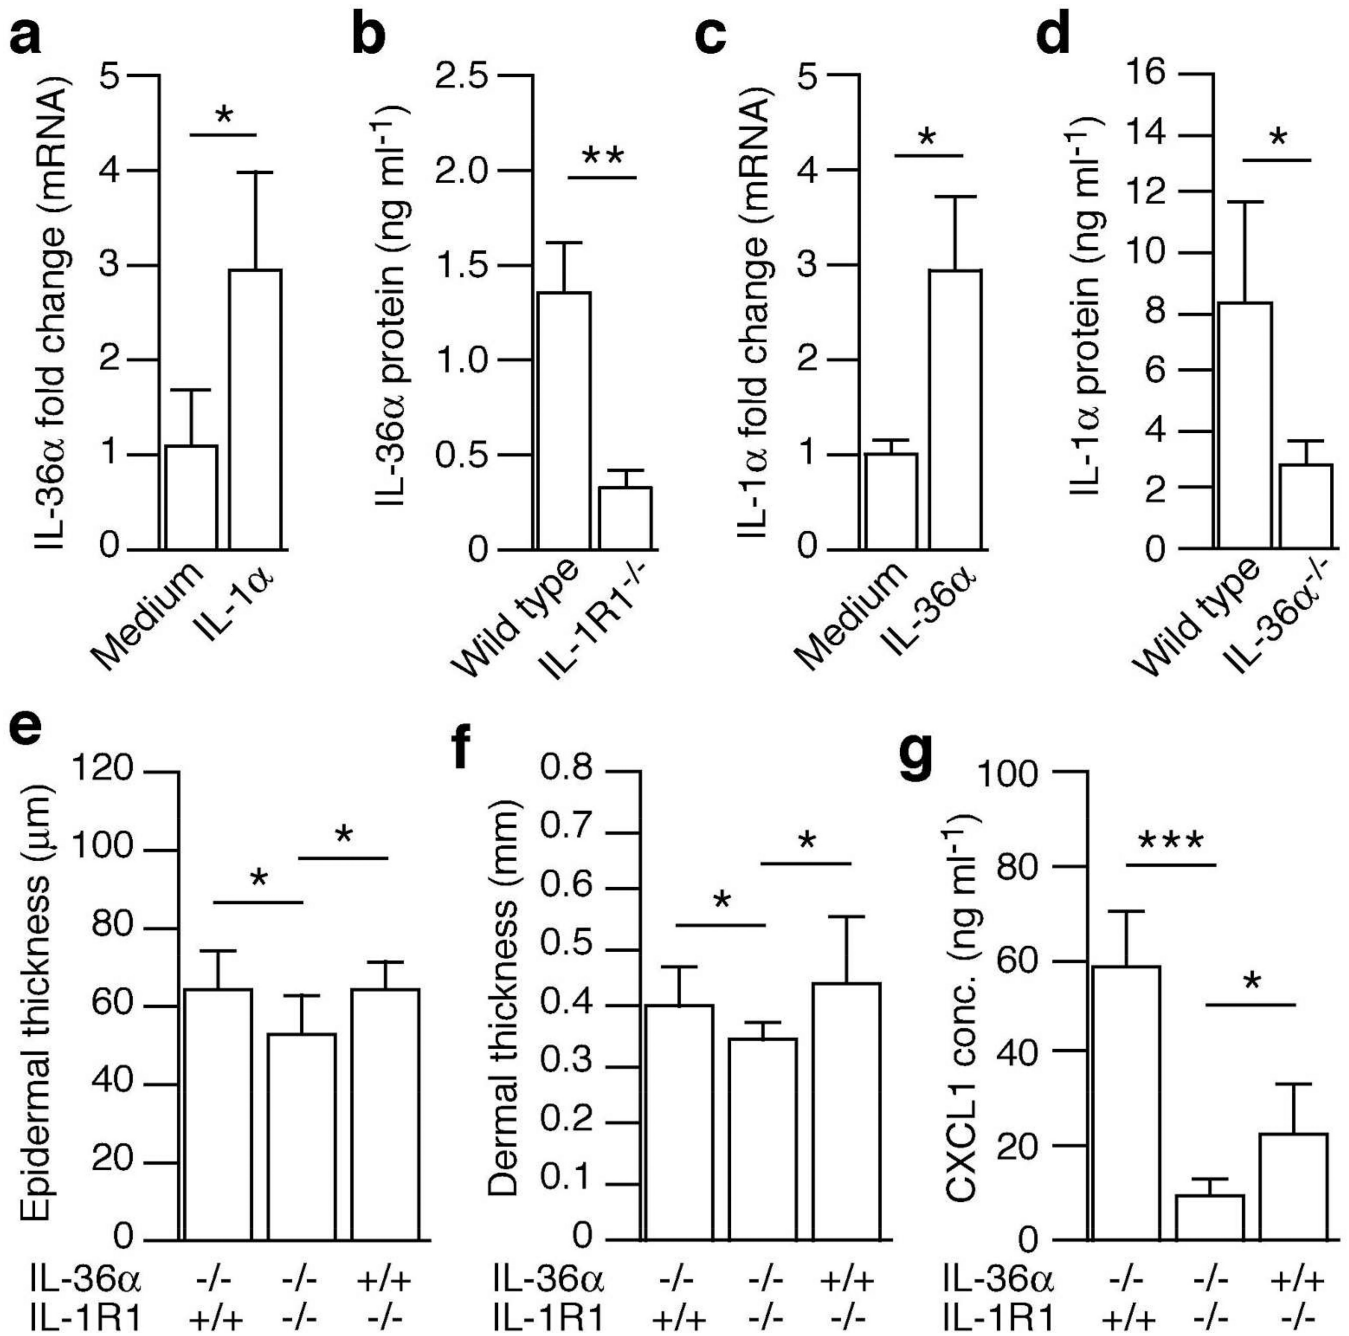 a
IL-36α fold change (mRNA)
5
4
3
2
1
0
*
Medium
IL-1α
b
IL-36α protein (ng ml-1)
2.5
2.0
1.5
1.0
0.5
0
**
Wild type
IL-1R1-/-
c
IL-1α fold change (mRNA)
5
4
3
2
1
0
*
Medium
IL-36α
d
IL-1α protein (ng ml-1)
16
14
12
10
8
6
4
2
0
*
Wild type
IL-36α-/-
e
Epidermal thickness (μm)
120
100
80
60
40
20
0
*
*
IL-36α -/- -/- +/+
IL-1R1 +/+ -/- -/-
f
Dermal thickness (mm)
0.8
0.7
0.6
0.5
0.4
0.3
0.2
0.1
0
*
*
IL-36α -/- -/- +/+
IL-1R1 +/+ -/- -/-
g
CXCL1 conc. (ng ml-1)
100
80
60
40
20
0
***
*
IL-36α -/- -/- +/+
IL-1R1 +/+ -/- -/-